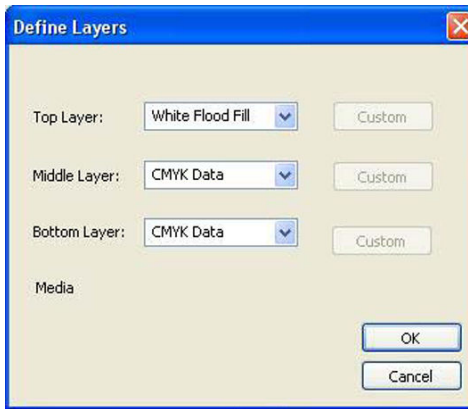 Define Layers
Top Layer: White Flood Fill Custom
Middle Layer: CMYK Data Custom
Bottom Layer: CMYK Data Custom
Media
OK
Cancel